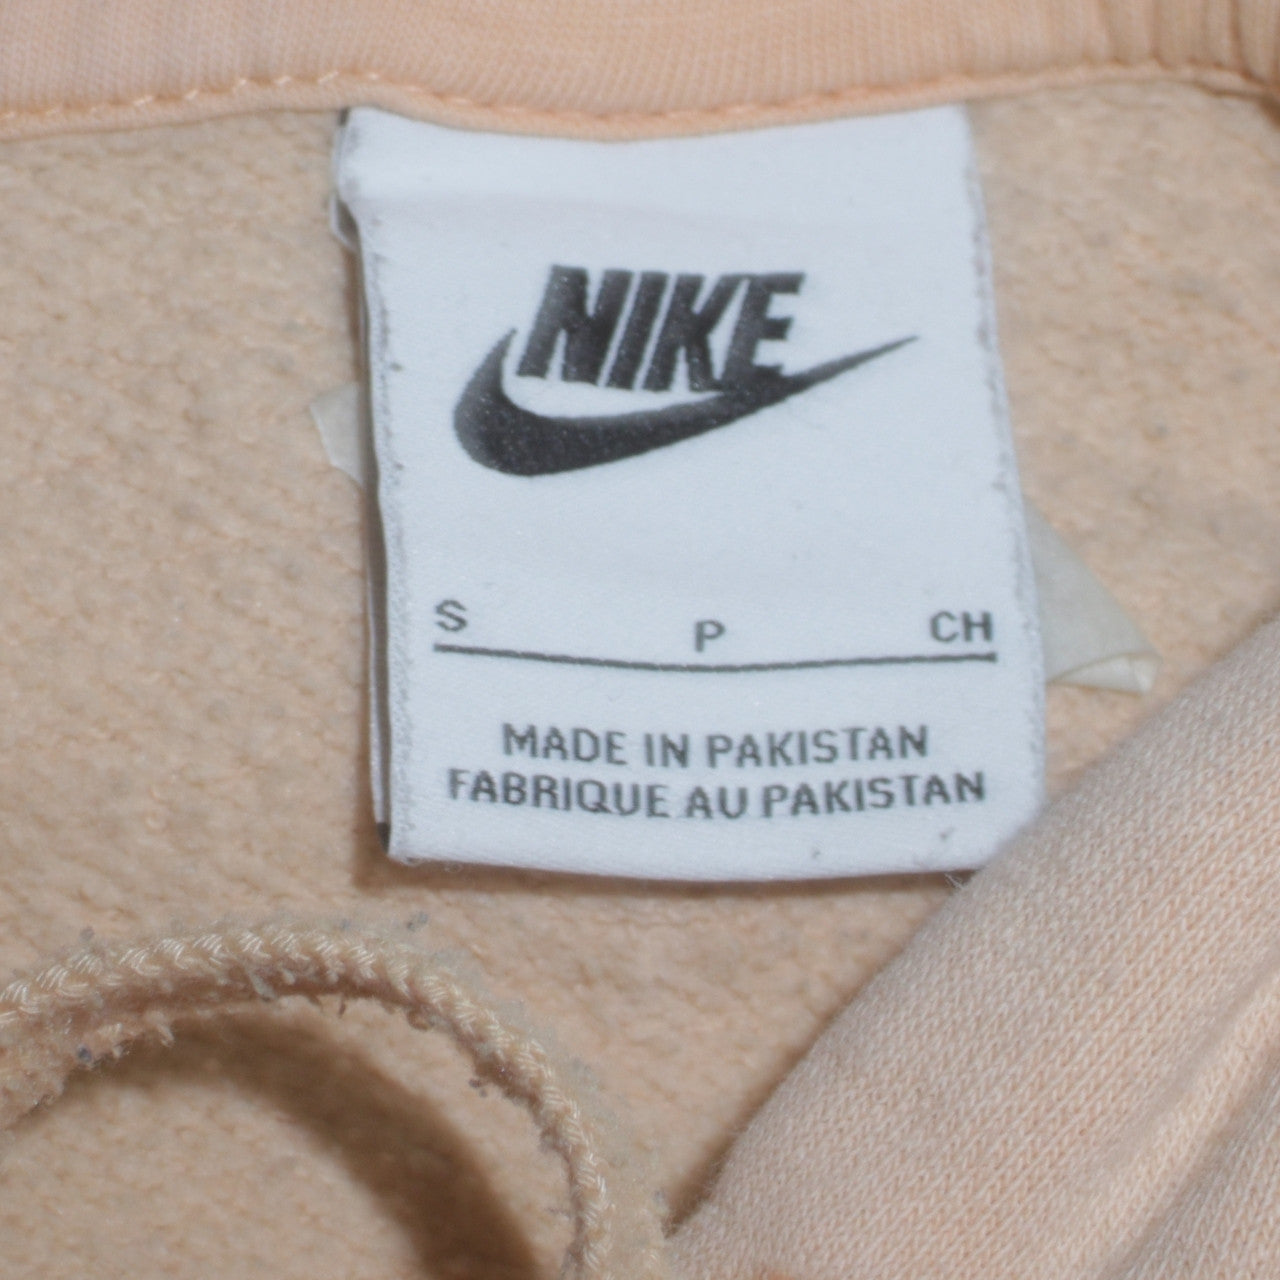 NIKE
S P CH
MADE IN PAKISTAN
FABRIQUE AU PAKISTAN